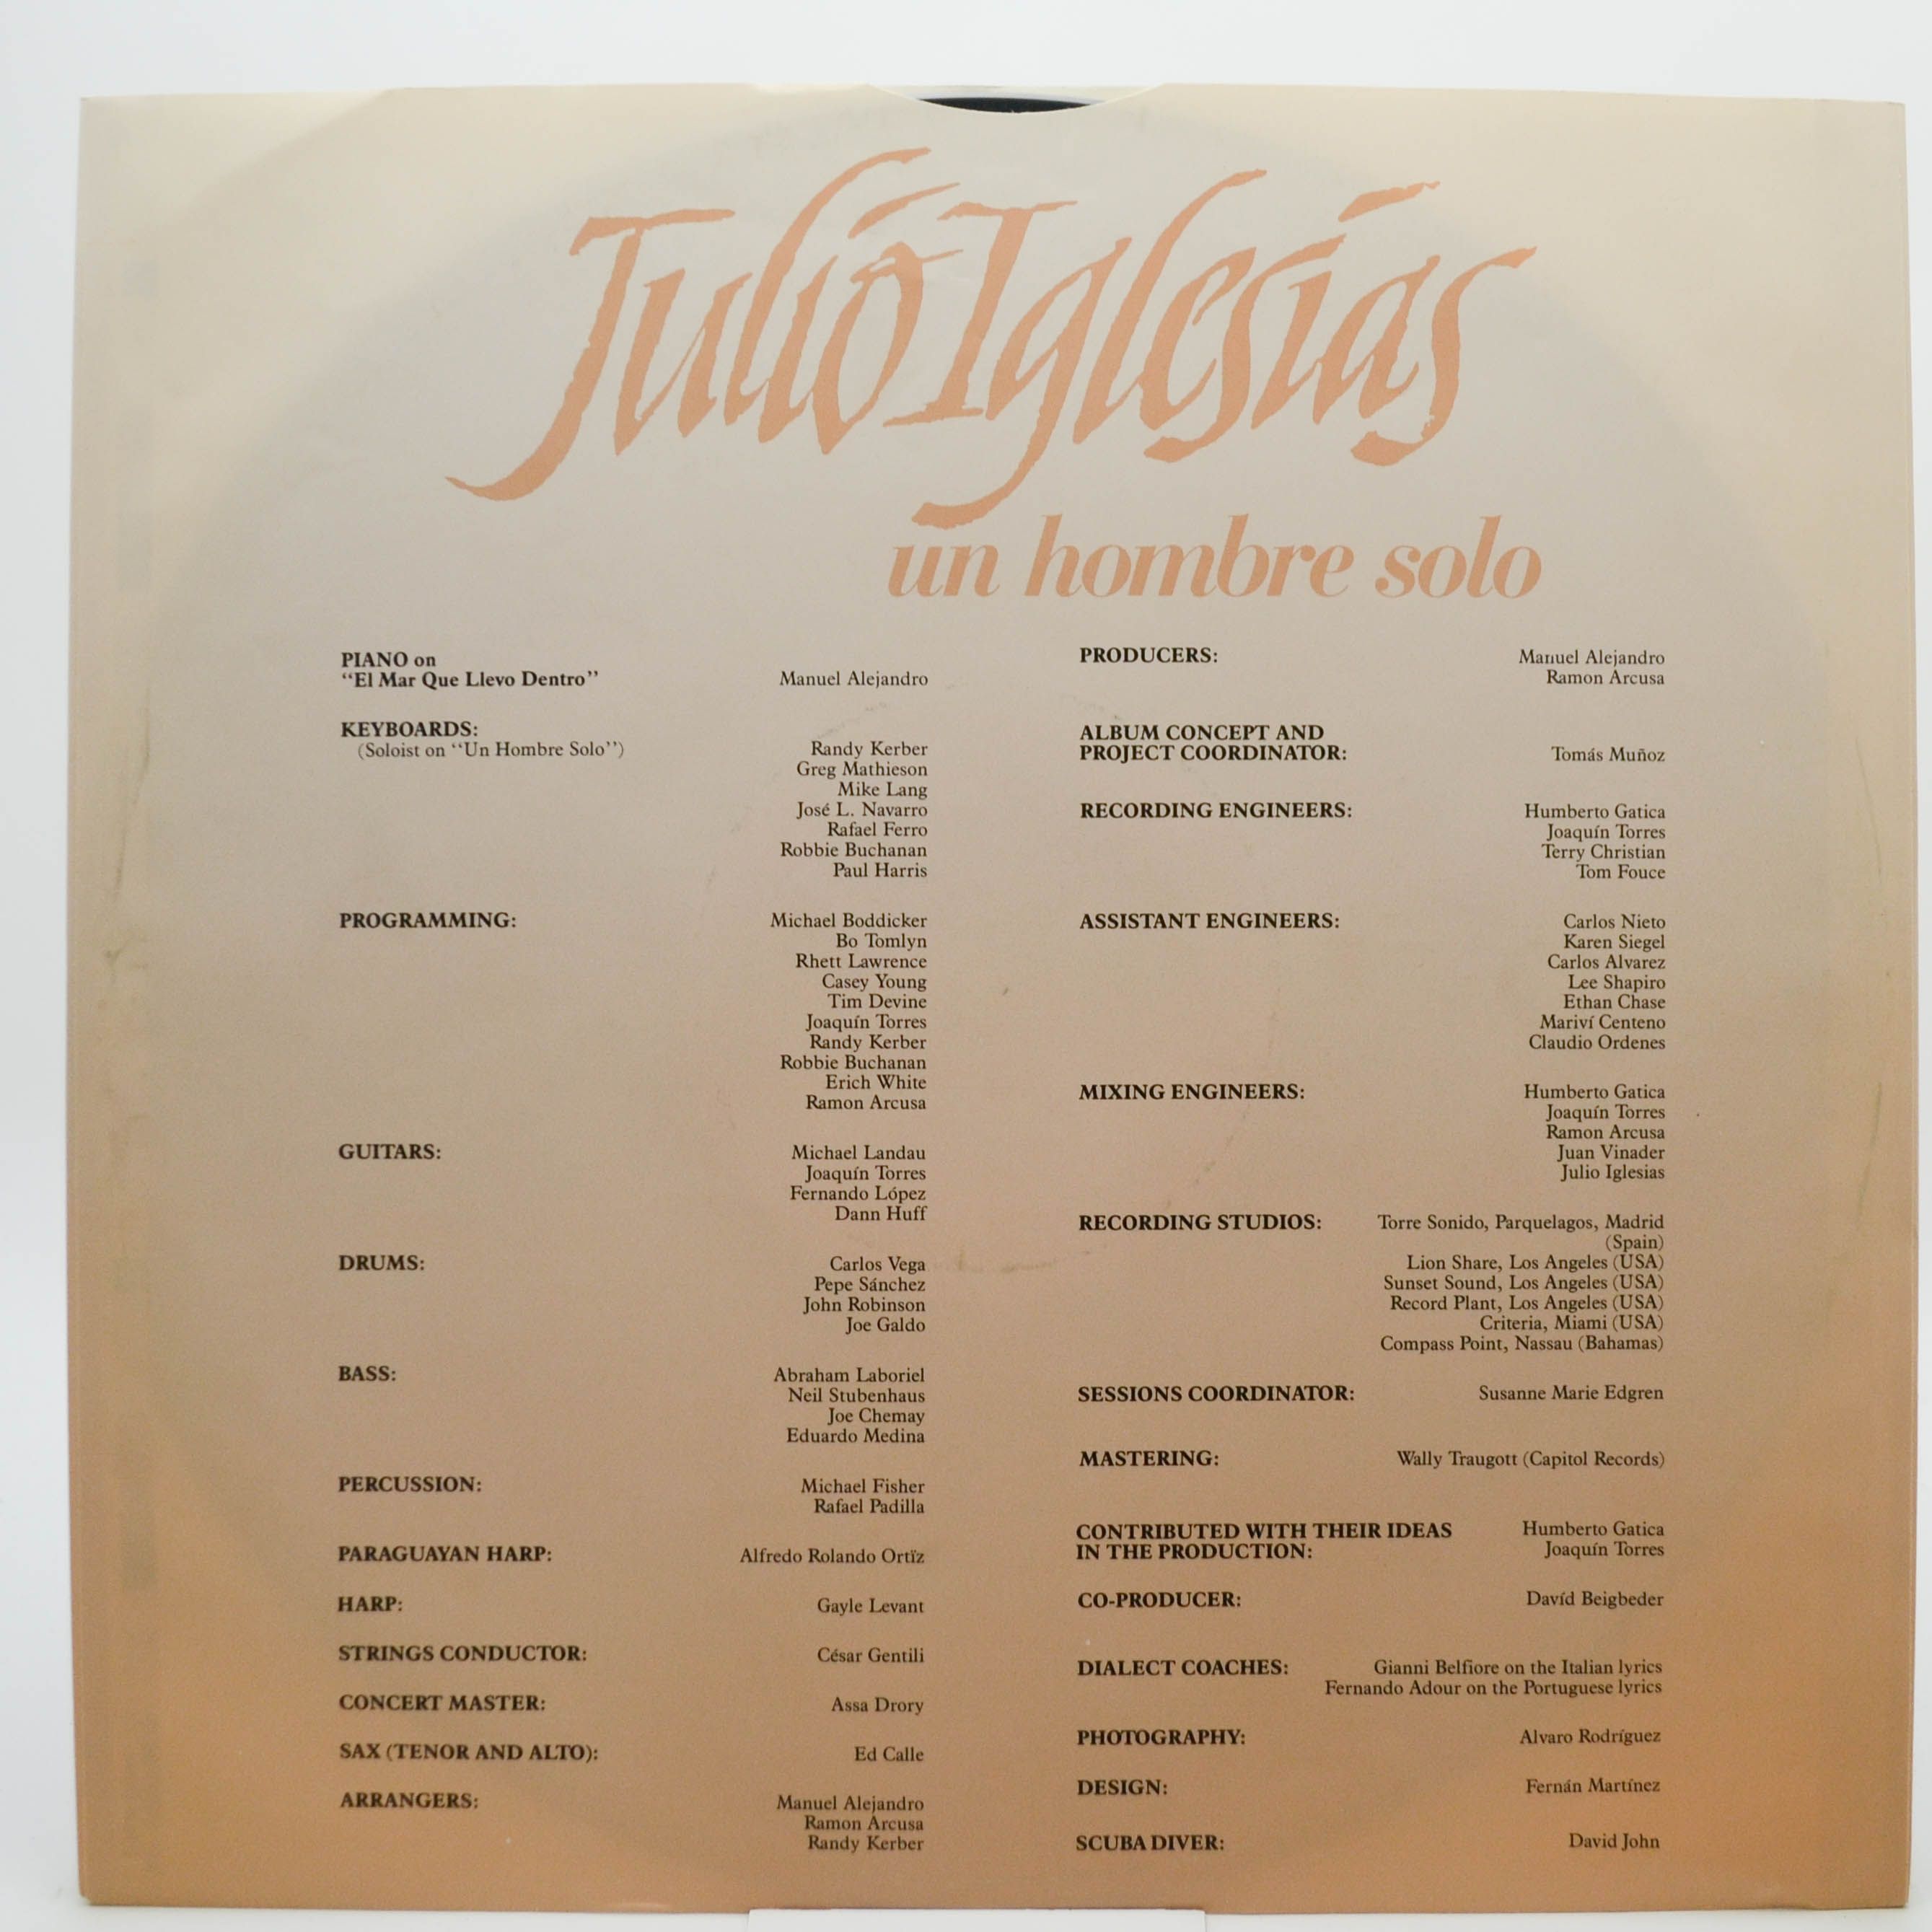 Julio Iglesias
un hombre solo
PIANO on
“El Mar Que Llevo Dentro” Manuel Alejandro
KEYBOARDS:
(Soloist on “Un Hombre Solo”) Randy Kerber
Greg Mathieson
Mike Lang
José L. Navarro
Rafael Ferro
Robbie Buchanan
Paul Harris
PROGRAMMING: Michael Boddicker
Bo Tomlyn
Rhett Lawrence
Casey Young
Tim Devine
Joaquín Torres
Randy Kerber
Robbie Buchanan
Erich White
Ramon Arcusa
GUITARS: Michael Landau
Joaquín Torres
Fernando López
Dann Huff
DRUMS: Carlos Vega
Pepe Sánchez
John Robinson
Joe Galdo
BASS: Abraham Laboriel
Neil Stubenhaus
Joe Chemay
Eduardo Medina
PERCUSSION: Michael Fisher
Rafael Padilla
PARAGUAYAN HARP: Alfredo Rolando Ortïz
HARP: Gayle Levant
STRINGS CONDUCTOR: César Gentili
CONCERT MASTER: Assa Drory
SAX (TENOR AND ALTO): Ed Calle
ARRANGERS: Manuel Alejandro
Ramon Arcusa
Randy Kerber
PRODUCERS: Manuel Alejandro
Ramon Arcusa
ALBUM CONCEPT AND
PROJECT COORDINATOR: Tomás Muñoz
RECORDING ENGINEERS: Humberto Gatica
Joaquín Torres
Terry Christian
Tom Fouce
ASSISTANT ENGINEERS: Carlos Nieto
Karen Siegel
Carlos Alvarez
Lee Shapiro
Ethan Chase
Mariví Centeno
Claudio Ordenes
MIXING ENGINEERS: Humberto Gatica
Joaquín Torres
Ramon Arcusa
Juan Vinader
Julio Iglesias
RECORDING STUDIOS: Torre Sonido, Parquelagos, Madrid
(Spain)
Lion Share, Los Angeles (USA)
Sunset Sound, Los Angeles (USA)
Record Plant, Los Angeles (USA)
Criteria, Miami (USA)
Compass Point, Nassau (Bahamas)
SESSIONS COORDINATOR: Susanne Marie Edgren
MASTERING: Wally Traugott (Capitol Records)
CONTRIBUTED WITH THEIR IDEAS Humberto Gatica
IN THE PRODUCTION: Joaquín Torres
CO-PRODUCER: Davíd Beigbeder
DIALECT COACHES: Gianni Belfiore on the Italian lyrics
Fernando Adour on the Portuguese lyrics
PHOTOGRAPHY: Alvaro Rodríguez
DESIGN: Fernán Martínez
SCUBA DIVER: David John